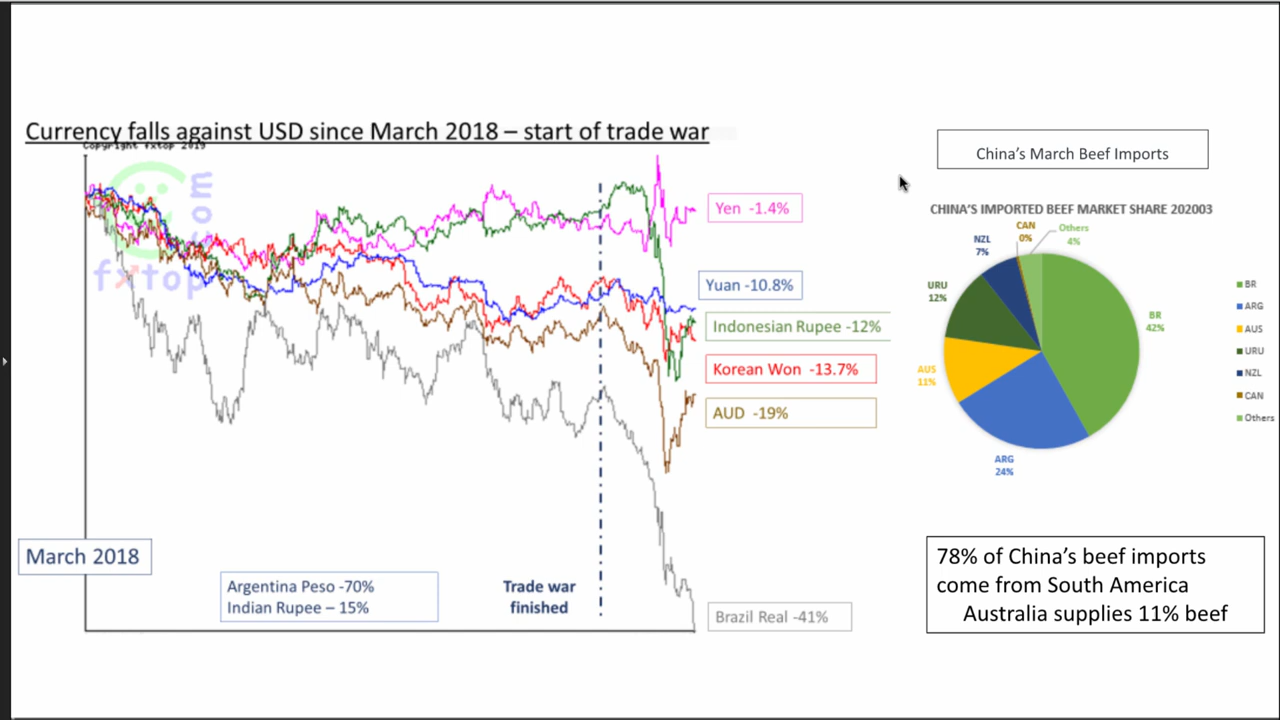 Currency falls against USD since March 2018 – start of trade war
Copyright fxtop 2019
fxtop
com
Yen -1.4%
Yuan -10.8%
Indonesian Rupee -12%
Korean Won -13.7%
AUD -19%
Brazil Real -41%
March 2018
Argentina Peso -70%
Indian Rupee – 15%
Trade war
finished
China's March Beef Imports
CHINA'S IMPORTED BEEF MARKET SHARE 202003
CAN
0%
Others
4%
NZL
7%
URU
12%
BR
42%
AUS
11%
ARG
24%
BR
ARG
AUS
URU
NZL
CAN
Others
78% of China's beef imports
come from South America
Australia supplies 11% beef